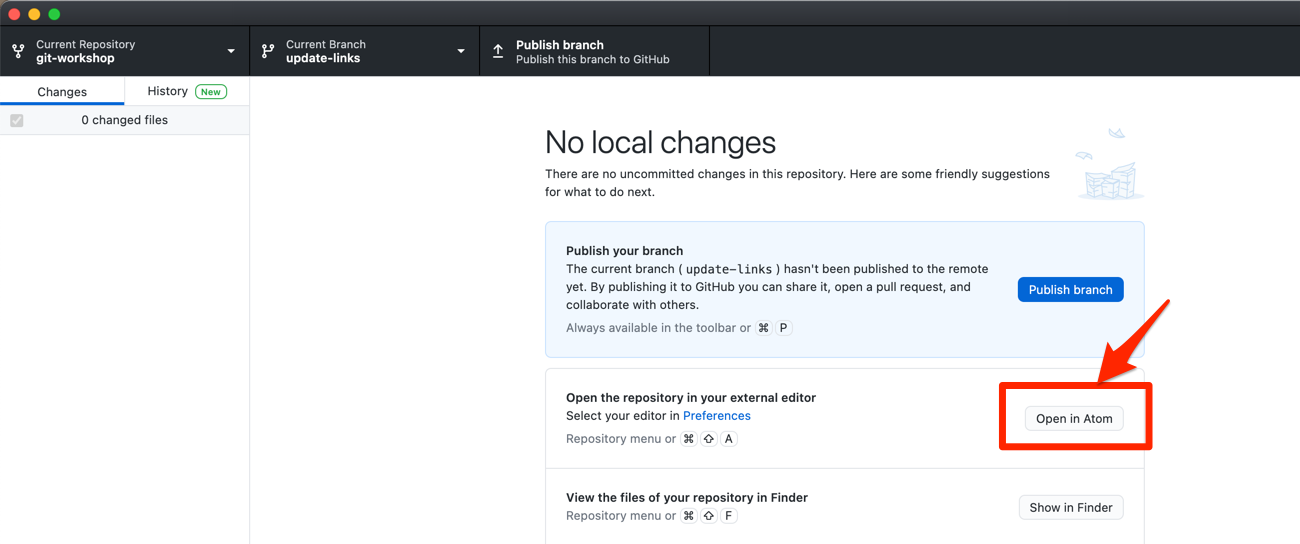 Current Repository
git-workshop
Current Branch
update-links
Publish branch
Publish this branch to GitHub
Changes
History New
0 changed files
No local changes
There are no uncommitted changes in this repository. Here are some friendly suggestions
for what to do next.
Publish your branch
The current branch ( update-links ) hasn't been published to the remote
yet. By publishing it to GitHub you can share it, open a pull request, and
collaborate with others.
Publish branch
Always available in the toolbar or ⌘ P
Open the repository in your external editor
Select your editor in Preferences
Repository menu or ⌘ ⇧ A
Open in Atom
View the files of your repository in Finder
Repository menu or ⌘ ⇧ F
Show in Finder